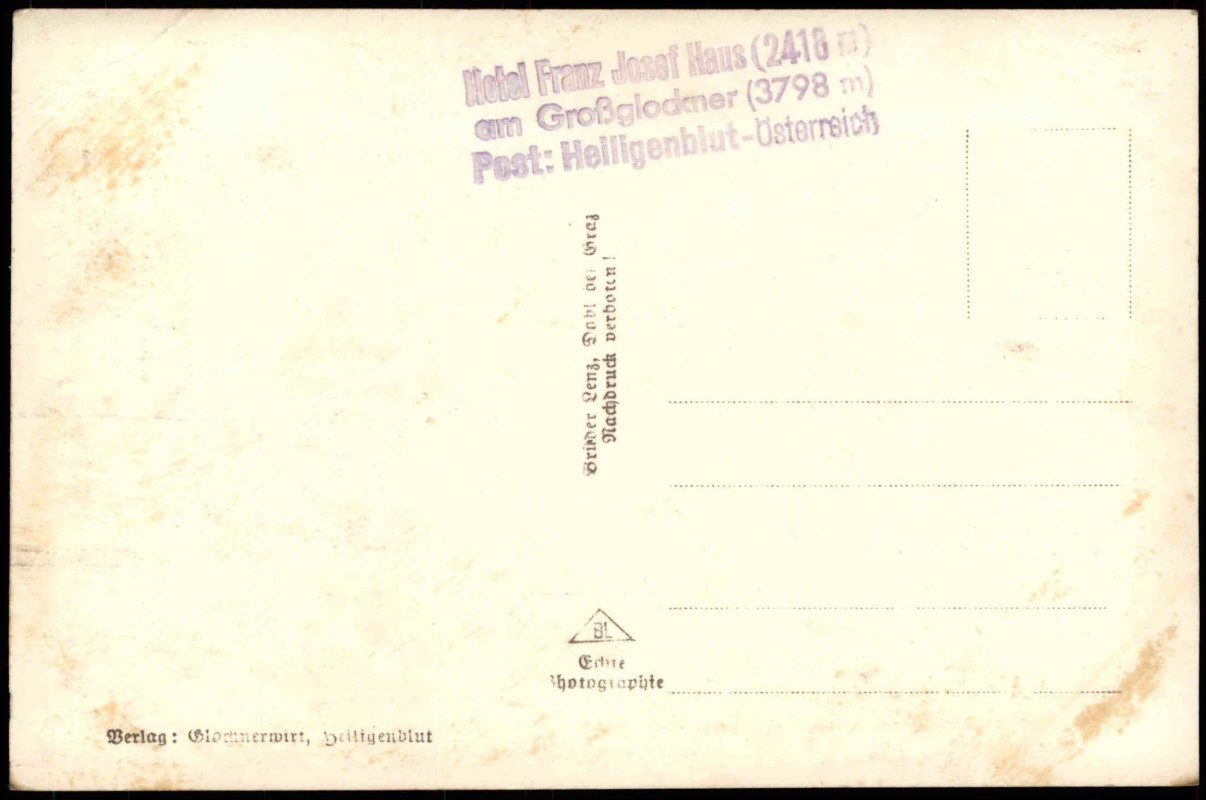 Hotel Franz Josef Haus (2418 m)
am Großglockner (3798 m)
Post: Heiligenblut-Österreich
Brüder Lenz, Dobl bei Graz
Nachdruck verboten!
BL
Echte
Photographie
Verlag: Glocknerwirt, Heiligenblut